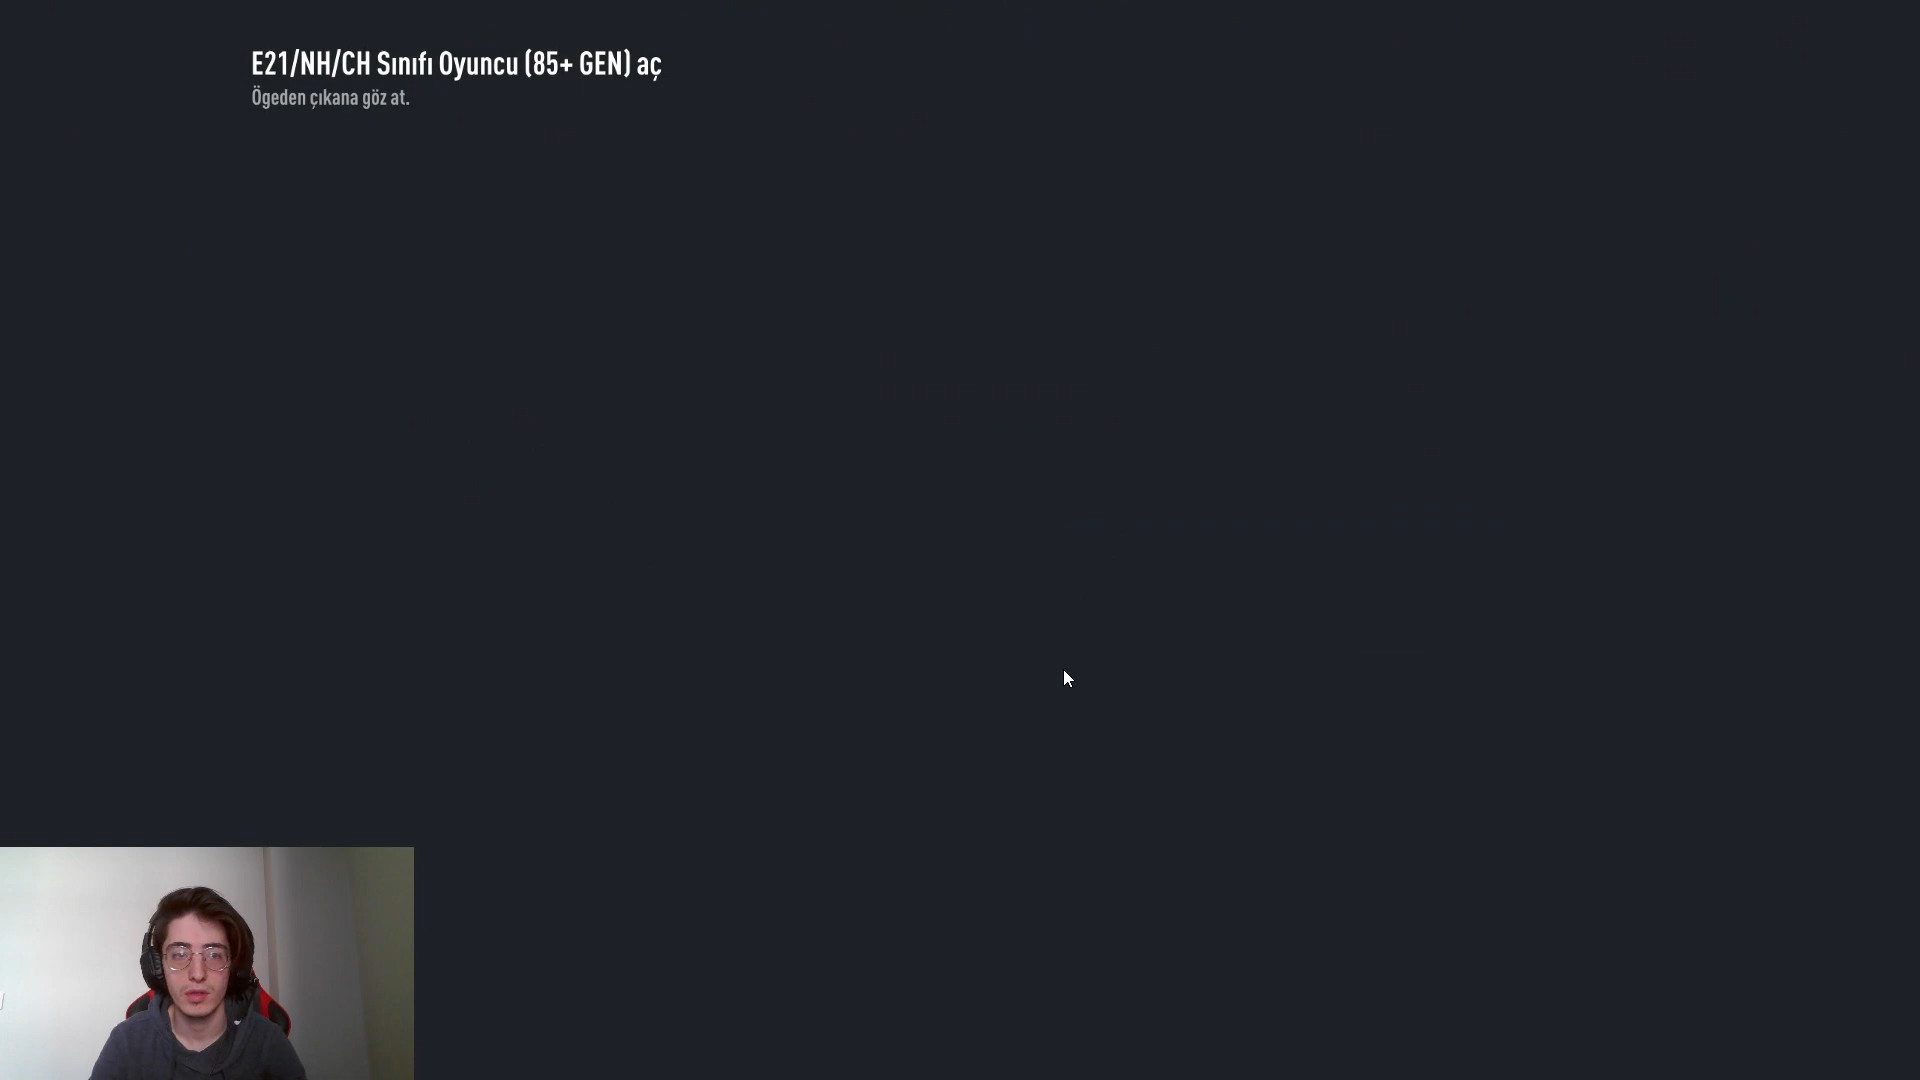 E21/NH/CH Sınıfı Oyuncu (85+ GEN) aç
Ögeden çıkana göz at.